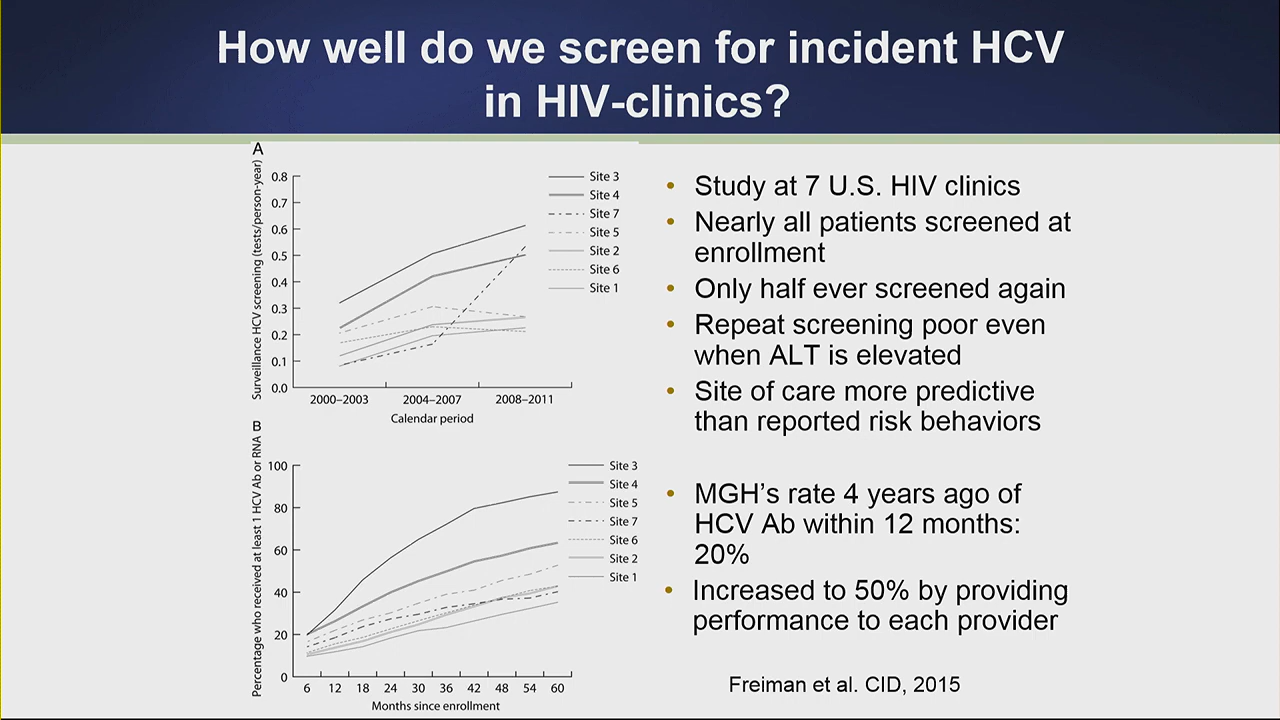 How well do we screen for incident HCV
in HIV-clinics?
A
Surveillance HCV screening (tests/person-year)
0.8
0.7
0.6
0.5
0.4
0.3
0.2
0.1
0.0
2000–2003 2004–2007 2008–2011
Calendar period
Site 3
Site 4
Site 7
Site 5
Site 2
Site 6
Site 1
B
Percentage who received at least 1 HCV Ab or RNA
100
80
60
40
20
0
6 12 18 24 30 36 42 48 54 60
Months since enrollment
Site 3
Site 4
Site 5
Site 7
Site 6
Site 2
Site 1
• Study at 7 U.S. HIV clinics
• Nearly all patients screened at
enrollment
• Only half ever screened again
• Repeat screening poor even
when ALT is elevated
• Site of care more predictive
than reported risk behaviors
• MGH’s rate 4 years ago of
HCV Ab within 12 months:
20%
• Increased to 50% by providing
performance to each provider
Freiman et al. CID, 2015